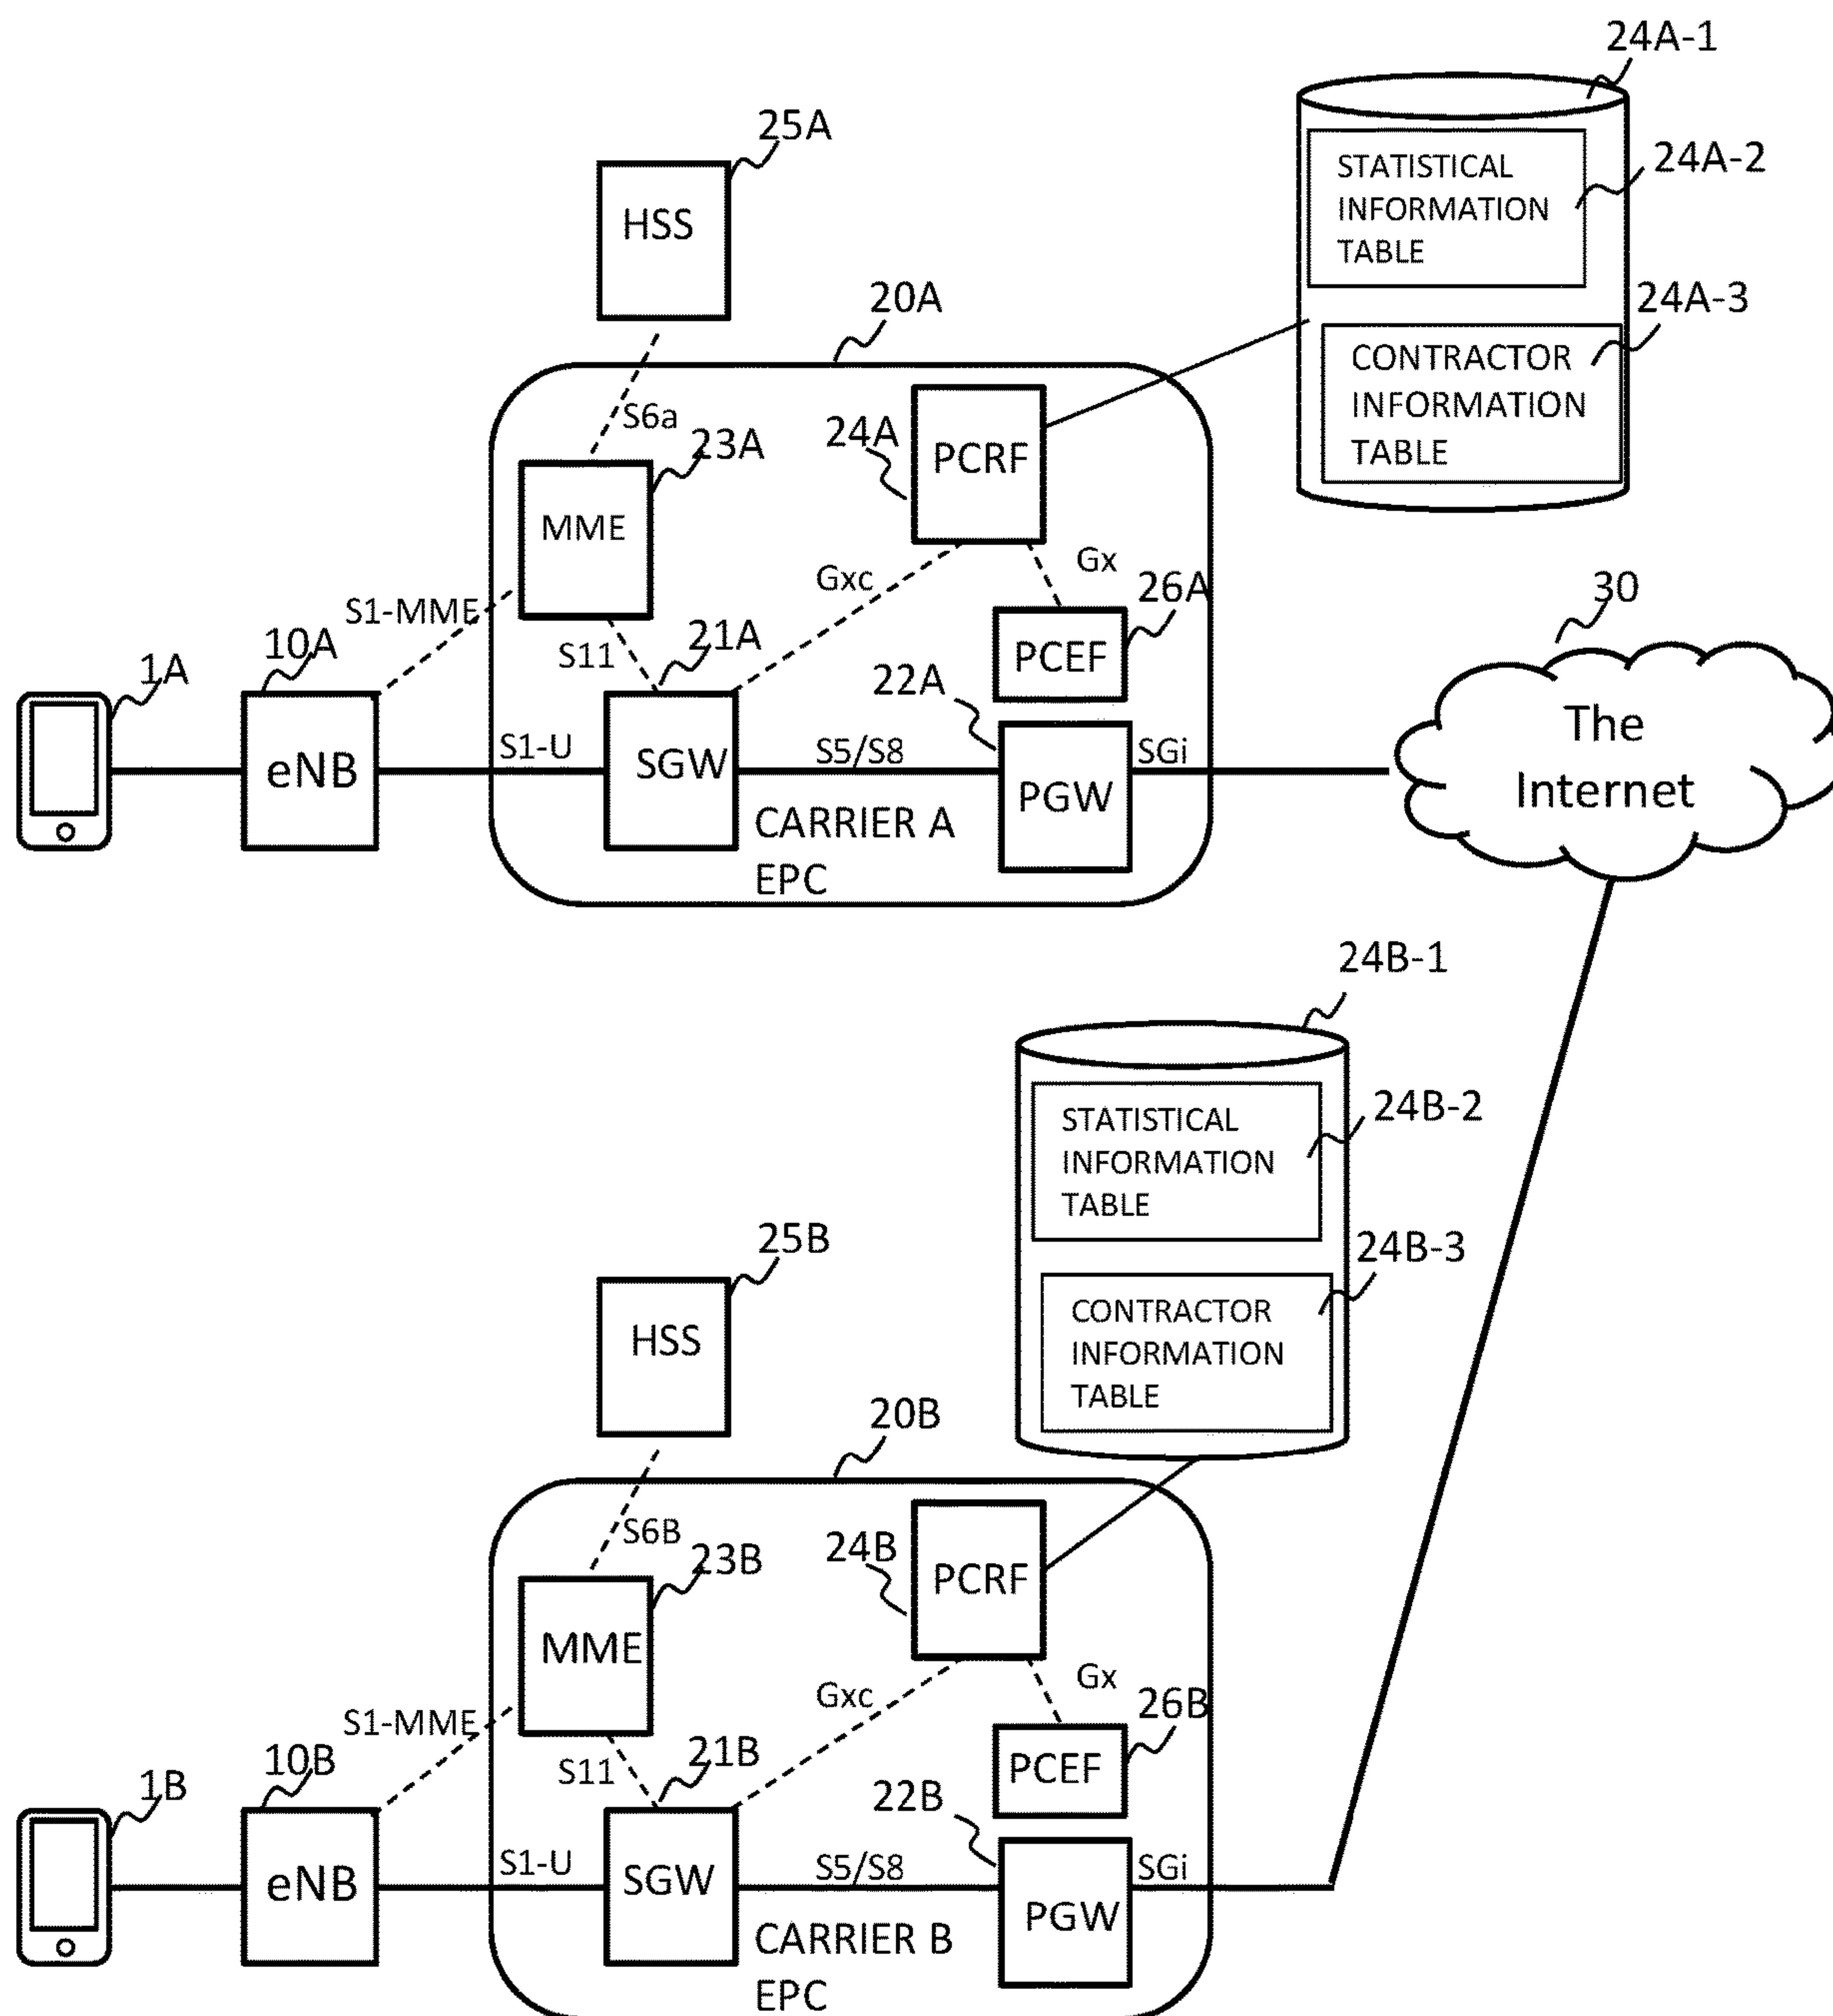 24A-1
25A
STATISTICAL
INFORMATION
TABLE
24A-2
HSS
20A
24A-3
CONTRACTOR
INFORMATION
TABLE
S6a
23A
24A
PCRF
MME
Gxc
Gx
26A
30
S1-MME
10A
S11
21A
PCEF
1A
22A
The
Internet
eNB
S1-U
SGW
S5/S8
PGW
SGi
CARRIER A
EPC
24B-1
STATISTICAL
INFORMATION
TABLE
24B-2
25B
24B-3
HSS
CONTRACTOR
INFORMATION
TABLE
20B
S6B
23B
24B
PCRF
MME
Gxc
Gx
26B
S1-MME
10B
S11
21B
PCEF
1B
22B
eNB
S1-U
SGW
S5/S8
PGW
SGi
CARRIER B
EPC